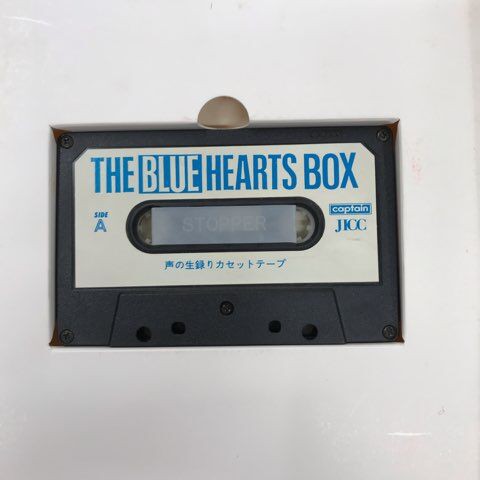 THE BLUE HEARTS BOX
SIDE
A
STOPPER
captain
JICC
声の生録りカセットテープ